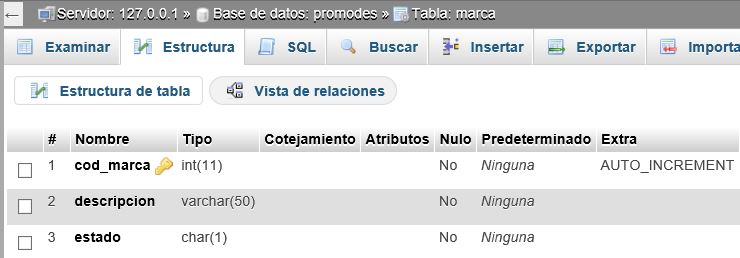 ← Servidor: 127.0.0.1 » Base de datos: promodes » Tabla: marca
Examinar Estructura SQL Buscar Insertar Exportar Importa
Estructura de tabla Vista de relaciones
# Nombre Tipo Cotejamiento Atributos Nulo Predeterminado Extra
1 cod_marca int(11) No Ninguna AUTO_INCREMENT
2 descripcion varchar(50) No Ninguna
3 estado char(1) No Ninguna